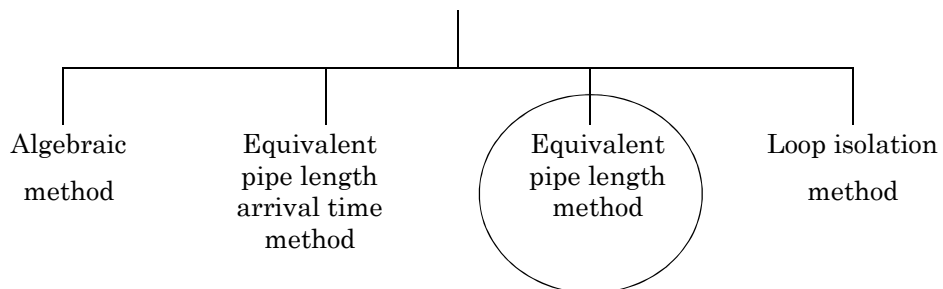 Algebraic
method
Equivalent
pipe length
arrival time
method
Equivalent
pipe length
method
Loop isolation
method